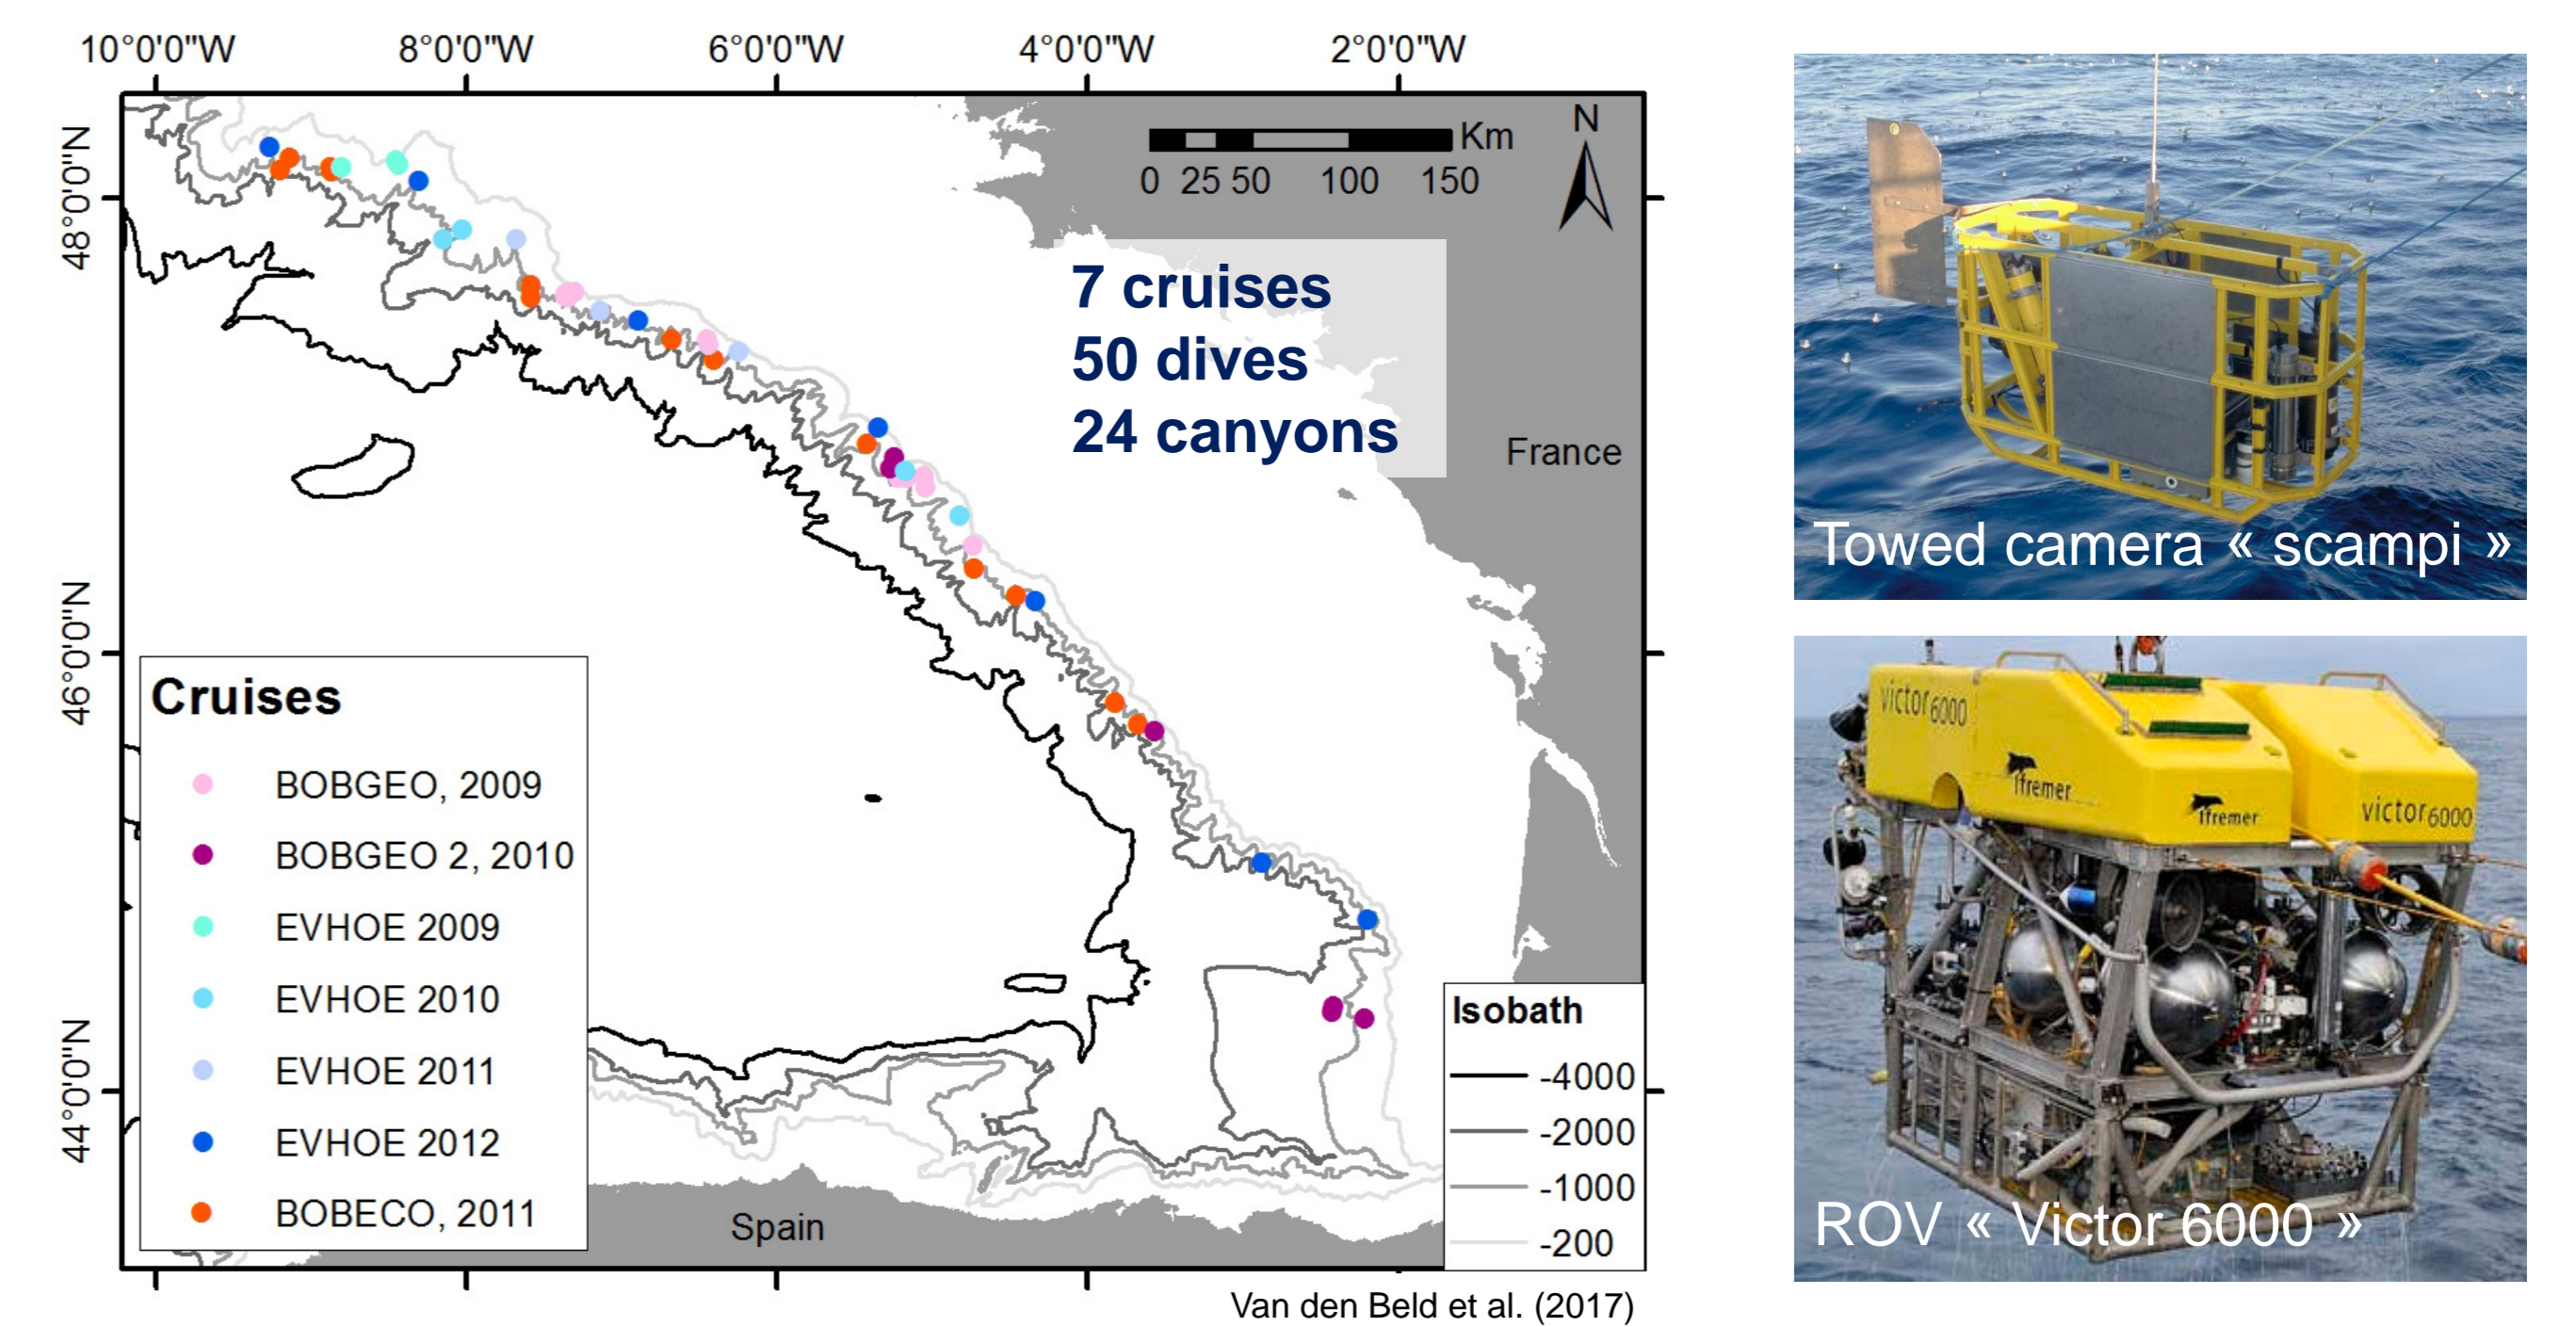 10°0'0"W
8°0'0"W
6°0'0"W
4°0'0"W
2°0'0"W
48°0'0"N
46°0'0"N
44°0'0"N
Km
0 25 50 100 150
N
7 cruises
50 dives
24 canyons
France
Spain
Cruises
BOBGEO, 2009
BOBGEO 2, 2010
EVHOE 2009
EVHOE 2010
EVHOE 2011
EVHOE 2012
BOBECO, 2011
Isobath
-4000
-2000
-1000
-200
Van den Beld et al. (2017)
Towed camera « scampi »
victor6000
Ifremer
Ifremer
victor6000
ROV « Victor 6000 »